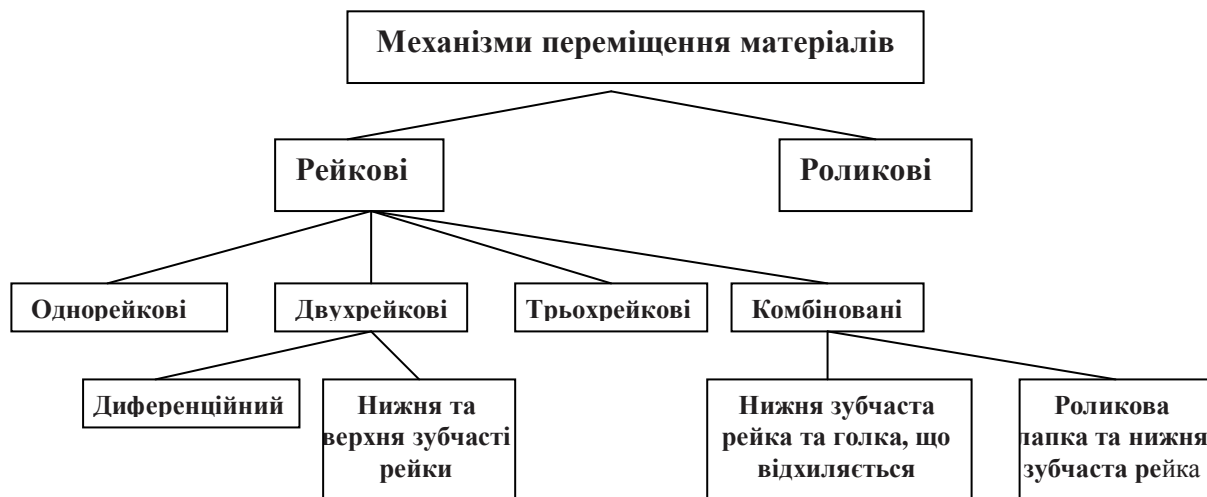 Механізми переміщення матеріалів
Рейкові
Роликові
Однорейкові
Двухрейкові
Трьохрейкові
Комбіновані
Диференційний
Нижня та
верхня зубчасті
рейки
Нижня зубчаста
рейка та голка, що
відхиляється
Роликова
лапка та нижня
зубчаста рейка